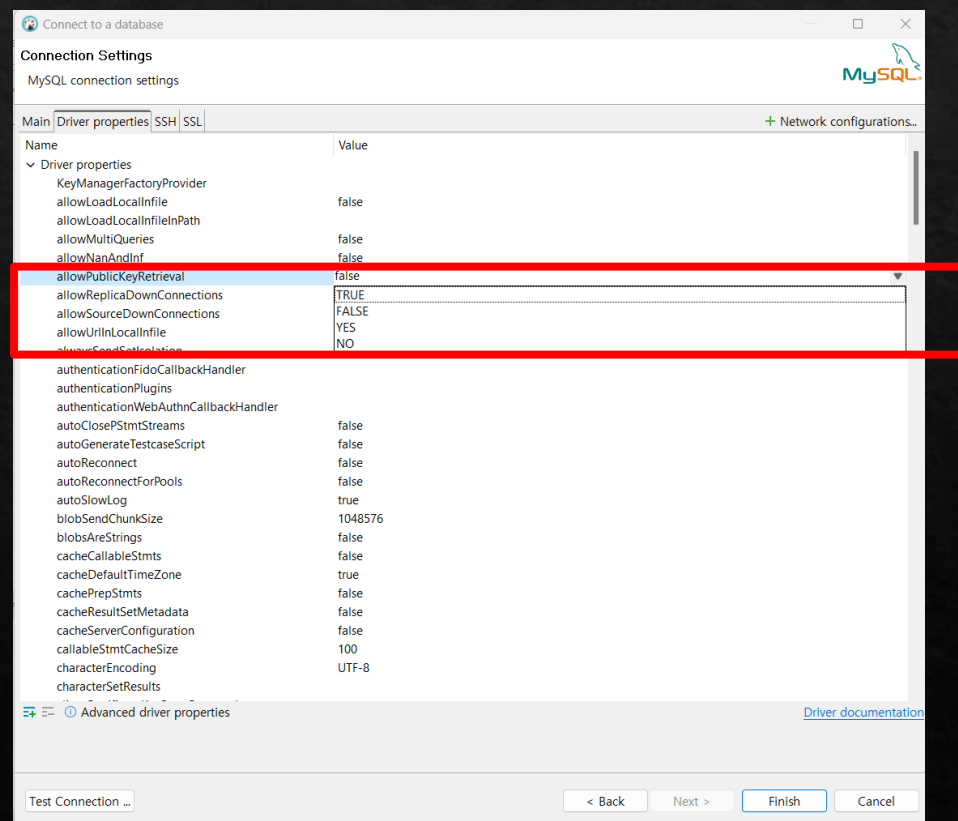 Connect to a database
Connection Settings
MySQL connection settings
MySQL
Main Driver properties SSH SSL + Network configurations...
Name Value
Driver properties
KeyManagerFactoryProvider
allowLoadLocalInfile false
allowLoadLocalInfileInPath
allowMultiQueries false
allowNanAndInf false
allowPublicKeyRetrieval false
allowReplicaDownConnections TRUE
allowSourceDownConnections FALSE
allowUrlInLocalInfile YES
alwaysSendSetIsolation NO
authenticationFidoCallbackHandler
authenticationPlugins
authenticationWebAuthnCallbackHandler
autoClosePStmtStreams false
autoGenerateTestcaseScript false
autoReconnect false
autoReconnectForPools false
autoSlowLog true
blobSendChunkSize 1048576
blobsAreStrings false
cacheCallableStmts false
cacheDefaultTimeZone true
cachePrepStmts false
cacheResultSetMetadata false
cacheServerConfiguration false
callableStmtCacheSize 100
characterEncoding UTF-8
characterSetResults
Advanced driver properties Driver documentation
Test Connection ... < Back Next > Finish Cancel